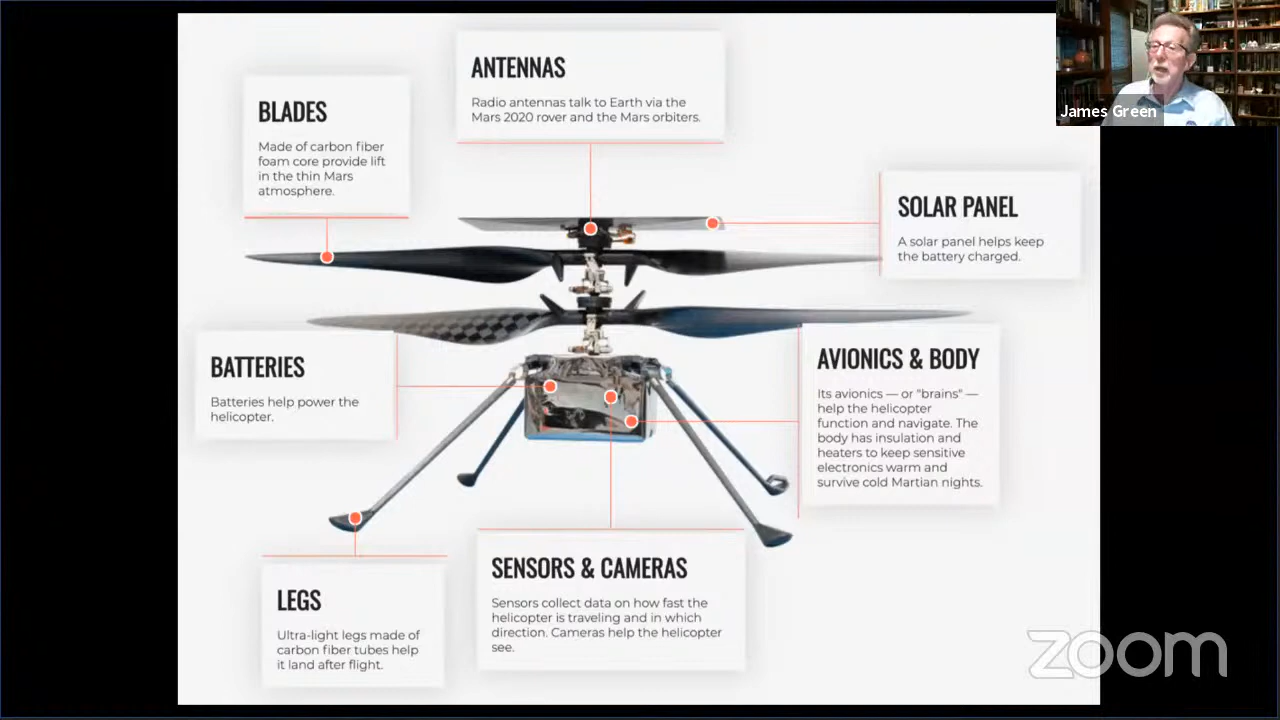 ANTENNAS
Radio antennas talk to Earth via the
Mars 2020 rover and the Mars orbiters.
BLADES
Made of carbon fiber
foam core provide lift
in the thin Mars
atmosphere.
James Green
SOLAR PANEL
A solar panel helps keep
the battery charged.
BATTERIES
Batteries help power the
helicopter.
AVIONICS & BODY
Its avionics — or "brains" —
help the helicopter
function and navigate. The
body has insulation and
heaters to keep sensitive
electronics warm and
survive cold Martian nights.
LEGS
Ultra-light legs made of
carbon fiber tubes help
it land after flight.
SENSORS & CAMERAS
Sensors collect data on how fast the
helicopter is traveling and in which
direction. Cameras help the helicopter
see.
zoom